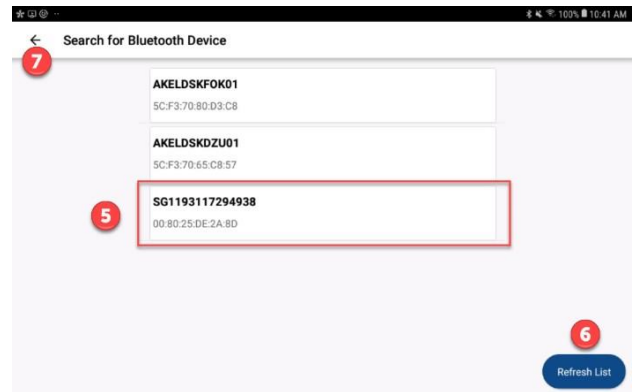 100% 10:41 AM
Search for Bluetooth Device
7
AKELDSKFOK01
5C:F3:70:80:D3:C8
AKELDSKDZU01
5C:F3:70:65:C8:57
SG1193117294938
00:80:25:DE:2A:8D
5
6
Refresh List